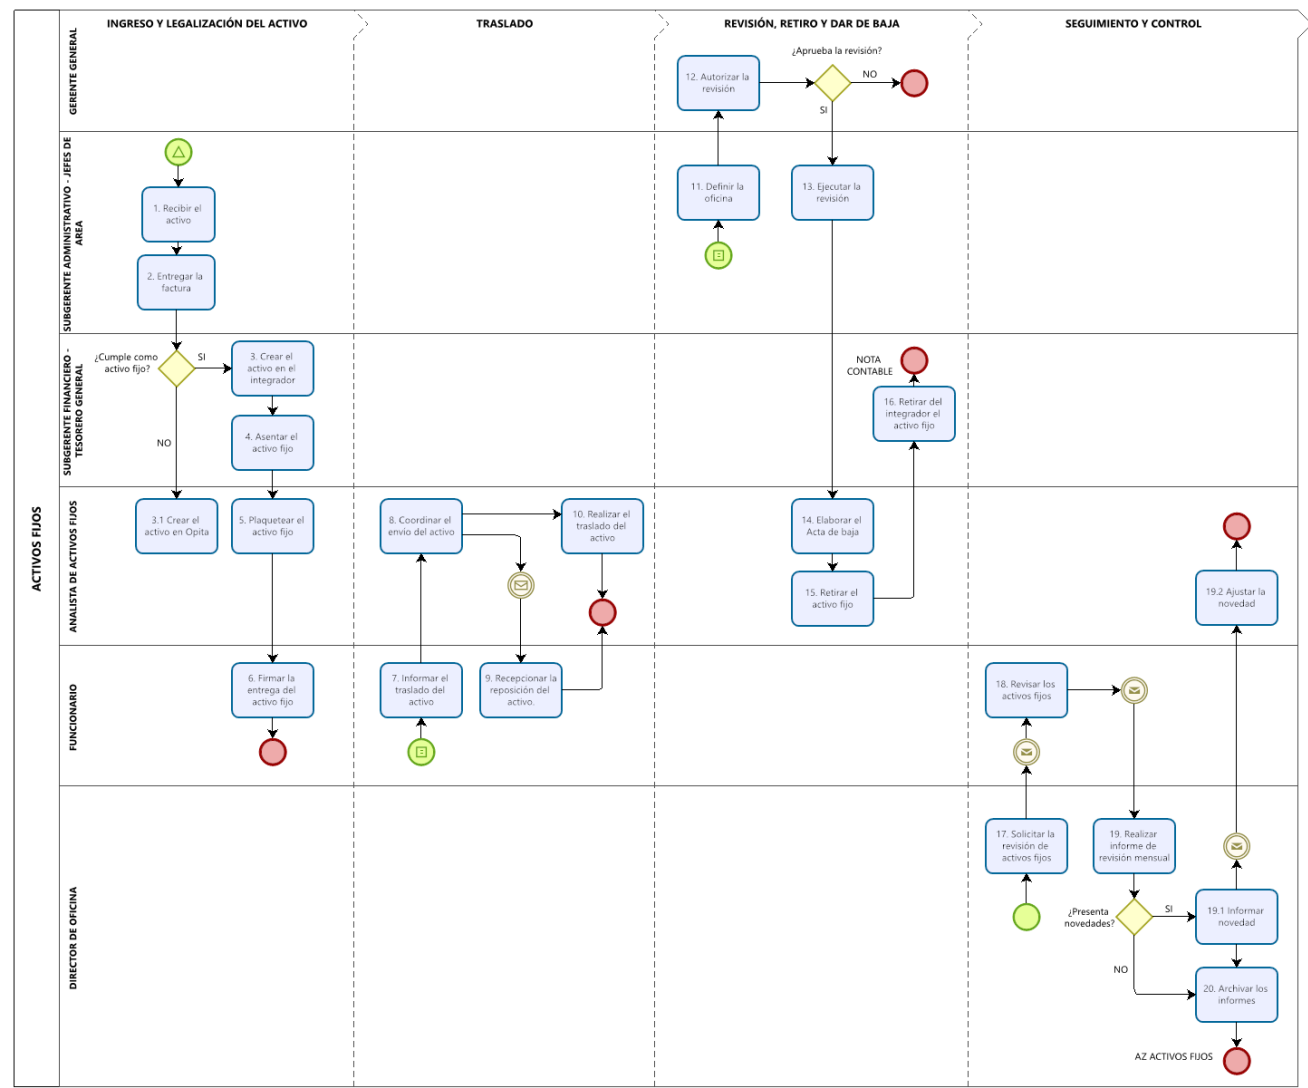 INGRESO Y LEGALIZACIÓN DEL ACTIVO
TRASLADO
REVISIÓN, RETIRO Y DAR DE BAJA
SEGUIMIENTO Y CONTROL
ACTIVOS FIJOS
GERENTE GENERAL
¿Aprueba la revisión?
12. Autorizar la
revisión
NO
SI
SUBGERENTE ADMINISTRATIVO - JEFES DE
AREA
1. Recibir el
activo
2. Entregar la
factura
11. Definir la
oficina
13. Ejecutar la
revisión
SUBGERENTE FINANCIERO -
TESORERO GENERAL
¿Cumple como
activo fijo?
SI
NO
3. Crear el
activo en el
integrador
4. Asentar el
activo fijo
NOTA
CONTABLE
16. Retirar del
integrador el
activo fijo
ANALISTA DE ACTIVOS FIJOS
3.1 Crear el
activo en Opita
5. Plaquetear el
activo fijo
8. Coordinar el
envío del activo
10. Realizar el
traslado del
activo
14. Elaborar el
Acta de baja
15. Retirar el
activo fijo
19.2 Ajustar la
novedad
FUNCIONARIO
6. Firmar la
entrega del
activo fijo
7. Informar el
traslado del
activo
9. Recepcionar la
reposición del
activo.
18. Revisar los
activos fijos
DIRECTOR DE OFICINA
17. Solicitar la
revisión de
activos fijos
19. Realizar
informe de
revisión mensual
¿Presenta
novedades?
SI
NO
19.1 Informar
novedad
20. Archivar los
informes
AZ ACTIVOS FIJOS